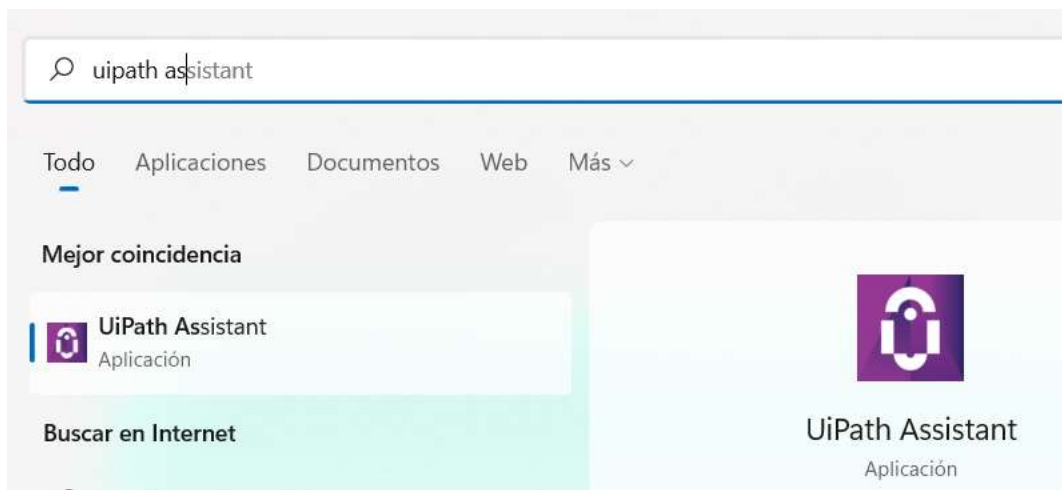 uipath assistant
Todo Aplicaciones Documentos Web Más
Mejor coincidencia
UiPath Assistant
Aplicación
Buscar en Internet
UiPath Assistant
Aplicación